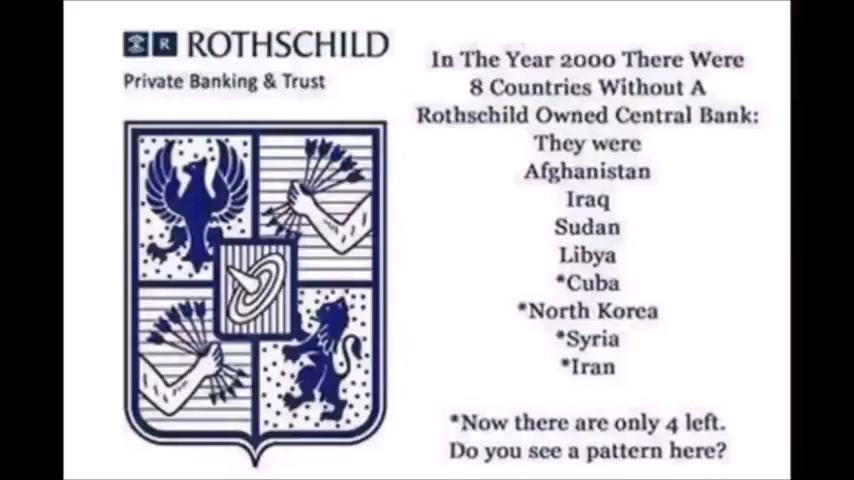 R ROTHSCHILD
Private Banking & Trust
In The Year 2000 There Were
8 Countries Without A
Rothschild Owned Central Bank:
They were
Afghanistan
Iraq
Sudan
Libya
*Cuba
*North Korea
*Syria
*Iran
*Now there are only 4 left.
Do you see a pattern here?